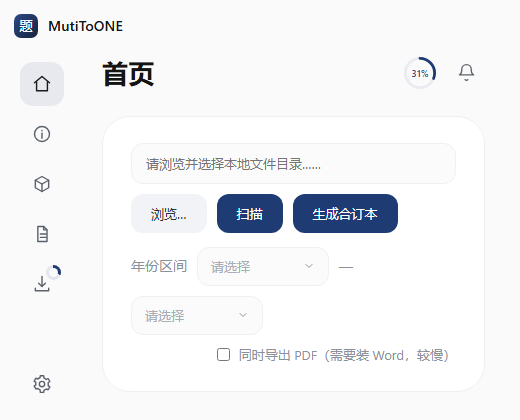 题 MutiToONE
首页
31%
请浏览并选择本地文件目录......
浏览... 扫描 生成合订本
年份区间 请选择 —
请选择
同时导出 PDF（需要装 Word，较慢）